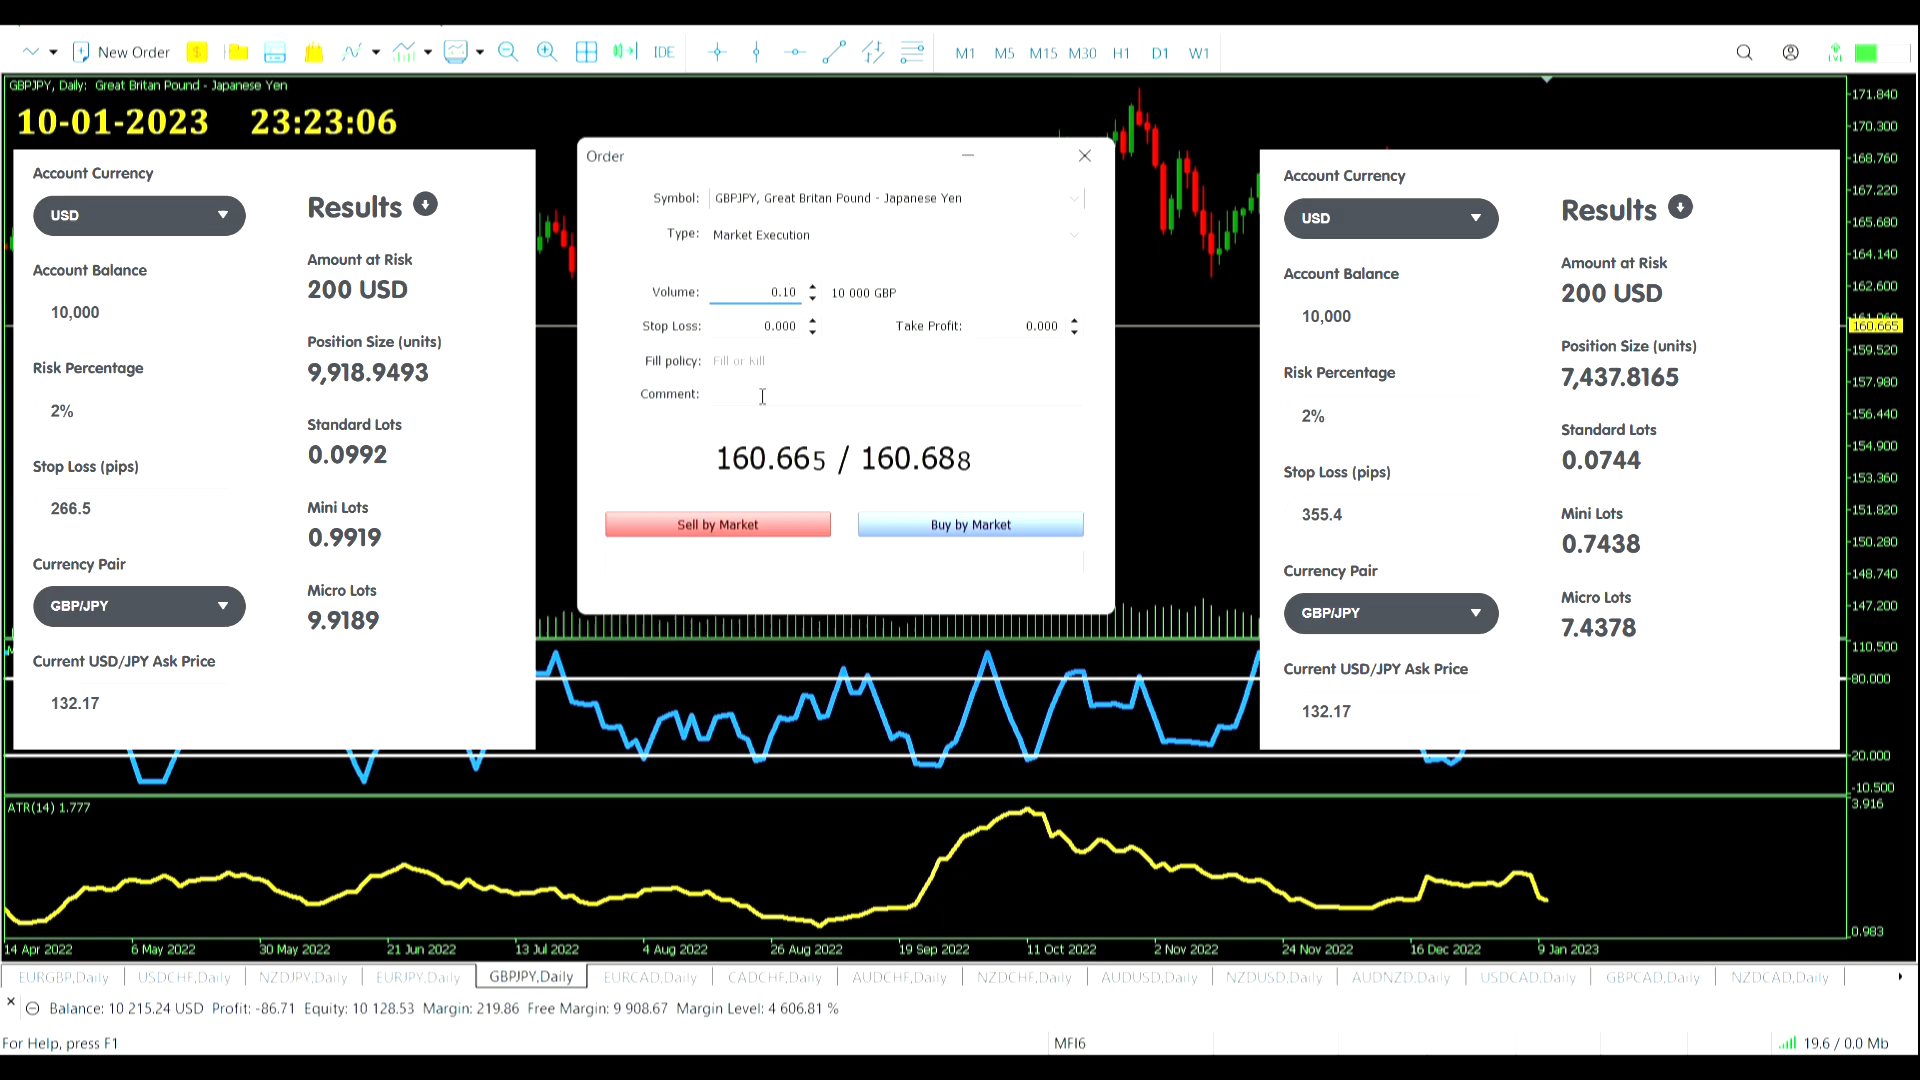 New Order
IDE
M1 M5 M15 M30 H1 D1 W1
GBPJPY, Daily: Great Britan Pound - Japanese Yen
10-01-2023 23:23:06
Account Currency
USD
Account Balance
10,000
Risk Percentage
2%
Stop Loss (pips)
266.5
Currency Pair
GBP/JPY
Current USD/JPY Ask Price
132.17
Results
Amount at Risk
200 USD
Position Size (units)
9,918.9493
Standard Lots
0.0992
Mini Lots
0.9919
Micro Lots
9.9189
Order
Symbol: GBPJPY, Great Britan Pound - Japanese Yen
Type: Market Execution
Volume: 0.10 10 000 GBP
Stop Loss: 0.000 Take Profit: 0.000
Fill policy: Fill or Kill
Comment:
160.665 / 160.688
Sell by Market Buy by Market
Account Currency
USD
Account Balance
10,000
Risk Percentage
2%
Stop Loss (pips)
355.4
Currency Pair
GBP/JPY
Current USD/JPY Ask Price
132.17
Results
Amount at Risk
200 USD
Position Size (units)
7,437.8165
Standard Lots
0.0744
Mini Lots
0.7438
Micro Lots
7.4378
171.840
170.300
168.760
167.220
165.680
164.140
162.600
161.060
160.665
159.520
157.980
156.440
154.900
153.360
151.820
150.280
148.740
147.200
110.500
80.000
20.000
-10.500
3.916
0.983
ATR(14) 1.777
14 Apr 2022 6 May 2022 30 May 2022 21 Jun 2022 13 Jul 2022 4 Aug 2022 26 Aug 2022 19 Sep 2022 11 Oct 2022 2 Nov 2022 24 Nov 2022 16 Dec 2022 9 Jan 2023
EURGBP,Daily USDCHF,Daily NZDJPY,Daily EURJPY,Daily GBPJPY,Daily EURCAD,Daily CADCHF,Daily AUDCHF,Daily NZDCHF,Daily AUDUSD,Daily NZDUSD,Daily AUDNZD,Daily USDCAD,Daily GBPCAD,Daily NZDCAD,Daily
Balance: 10 215.24 USD Profit: -86.71 Equity: 10 128.53 Margin: 219.86 Free Margin: 9 908.67 Margin Level: 4 606.81 %
For Help, press F1
MFI6
19.6 / 0.0 Mb